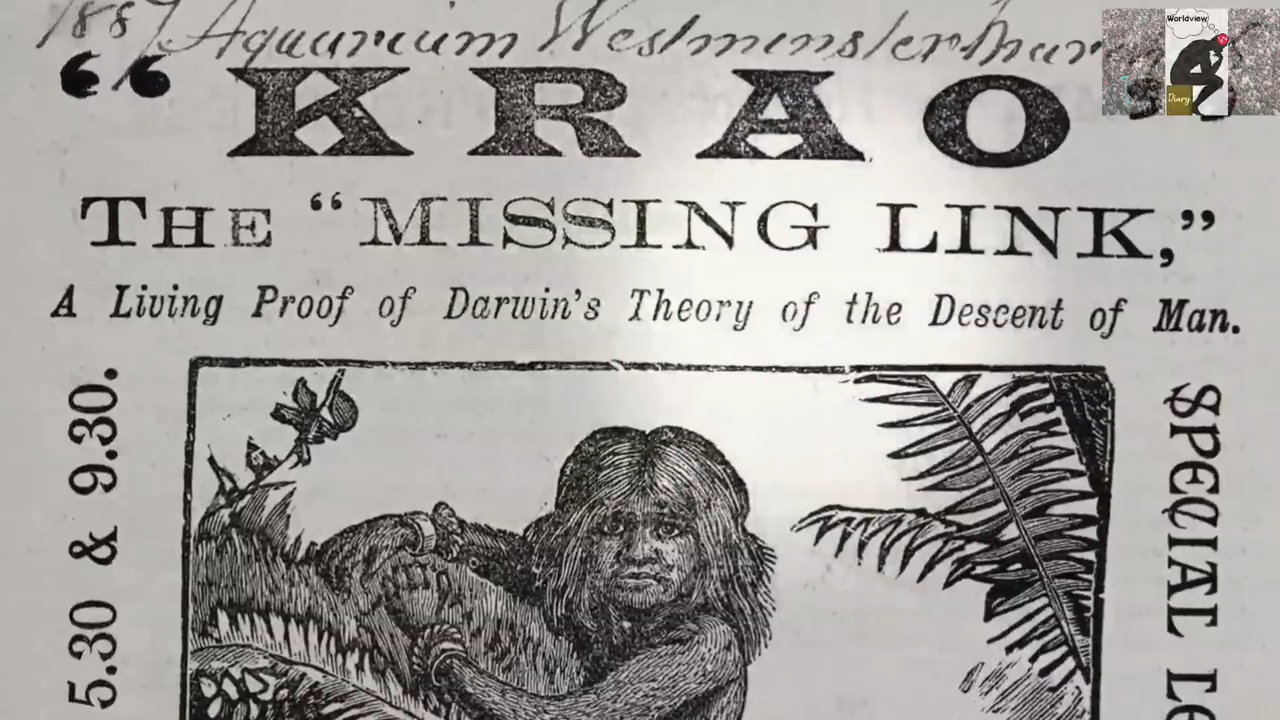 1887 Aquarium Westminster
"KRAO
THE "MISSING LINK,"
A Living Proof of Darwin's Theory of the Descent of Man.
5.30 & 9.30.
SPECIAL
Worldview
Diary